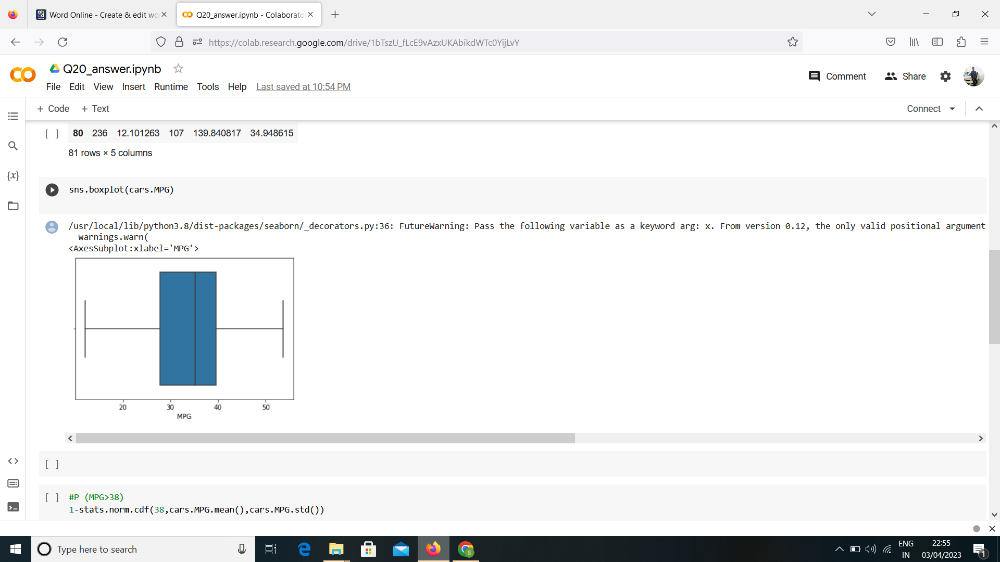 Word Online - Create & edit wo
Q20_answer.ipynb - Colaborato
https://colab.research.google.com/drive/1bTszU_fLcE9vAzxUKAbikdWTc0YijLvY
Q20_answer.ipynb
Comment
Share
File Edit View Insert Runtime Tools Help Last saved at 10:54 PM
+ Code + Text
Connect
[ ] 80 236 12.101263 107 139.840817 34.948615
81 rows × 5 columns
{x}
sns.boxplot(cars.MPG)
/usr/local/lib/python3.8/dist-packages/seaborn/_decorators.py:36: FutureWarning: Pass the following variable as a keyword arg: x. From version 0.12, the only valid positional argument
warnings.warn(
<AxesSubplot:xlabel='MPG'>
20 30 40 50
MPG
[ ]
[ ] #P (MPG>38)
1-stats.norm.cdf(38,cars.MPG.mean(),cars.MPG.std())
Type here to search
ENG
IN
22:55
03/04/2023
1